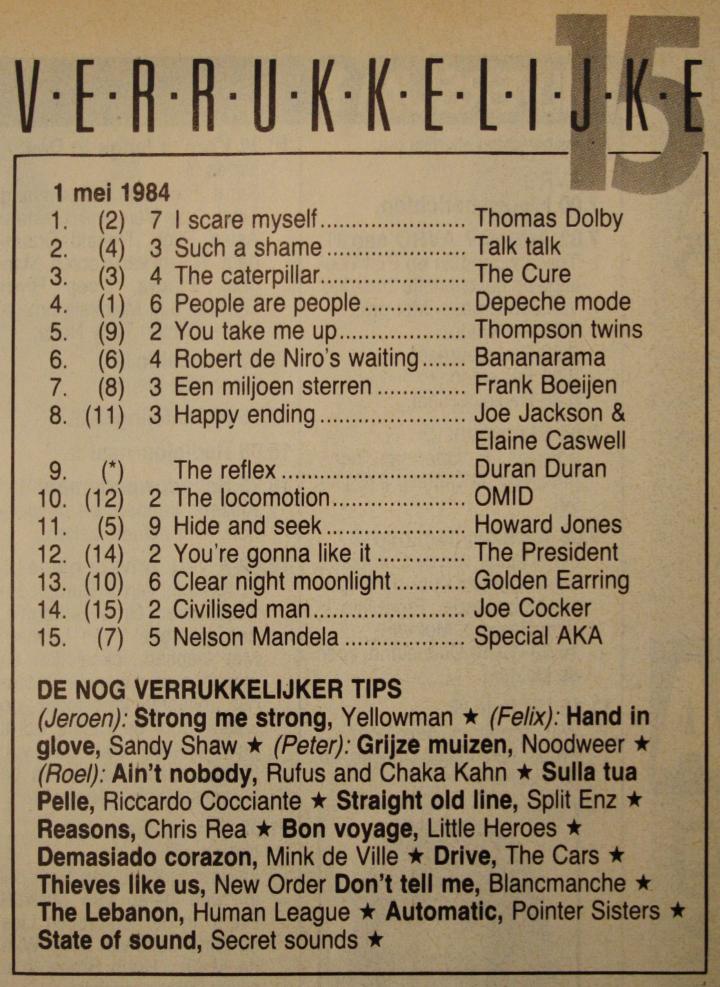 15
V·E·R·R·U·K·K·E·L·I·J·K·E
1 mei 1984
1. (2) 7 I scare myself........................ Thomas Dolby
2. (4) 3 Such a shame ....................... Talk talk
3. (3) 4 The caterpillar........................ The Cure
4. (1) 6 People are people................. Depeche mode
5. (9) 2 You take me up..................... Thompson twins
6. (6) 4 Robert de Niro's waiting....... Bananarama
7. (8) 3 Een miljoen sterren .............. Frank Boeijen
8. (11) 3 Happy ending ........................ Joe Jackson &
Elaine Caswell
9. (*) The reflex .............................. Duran Duran
10. (12) 2 The locomotion...................... OMID
11. (5) 9 Hide and seek ....................... Howard Jones
12. (14) 2 You're gonna like it .............. The President
13. (10) 6 Clear night moonlight ........... Golden Earring
14. (15) 2 Civilised man......................... Joe Cocker
15. (7) 5 Nelson Mandela .................... Special AKA
DE NOG VERRUKKELIJKER TIPS
(Jeroen): Strong me strong, Yellowman ★ (Felix): Hand in
glove, Sandy Shaw ★ (Peter): Grijze muizen, Noodweer ★
(Roel): Ain't nobody, Rufus and Chaka Kahn ★ Sulla tua
Pelle, Riccardo Cocciante ★ Straight old line, Split Enz ★
Reasons, Chris Rea ★ Bon voyage, Little Heroes ★
Demasiado corazon, Mink de Ville ★ Drive, The Cars ★
Thieves like us, New Order Don't tell me, Blancmanche ★
The Lebanon, Human League ★ Automatic, Pointer Sisters ★
State of sound, Secret sounds ★